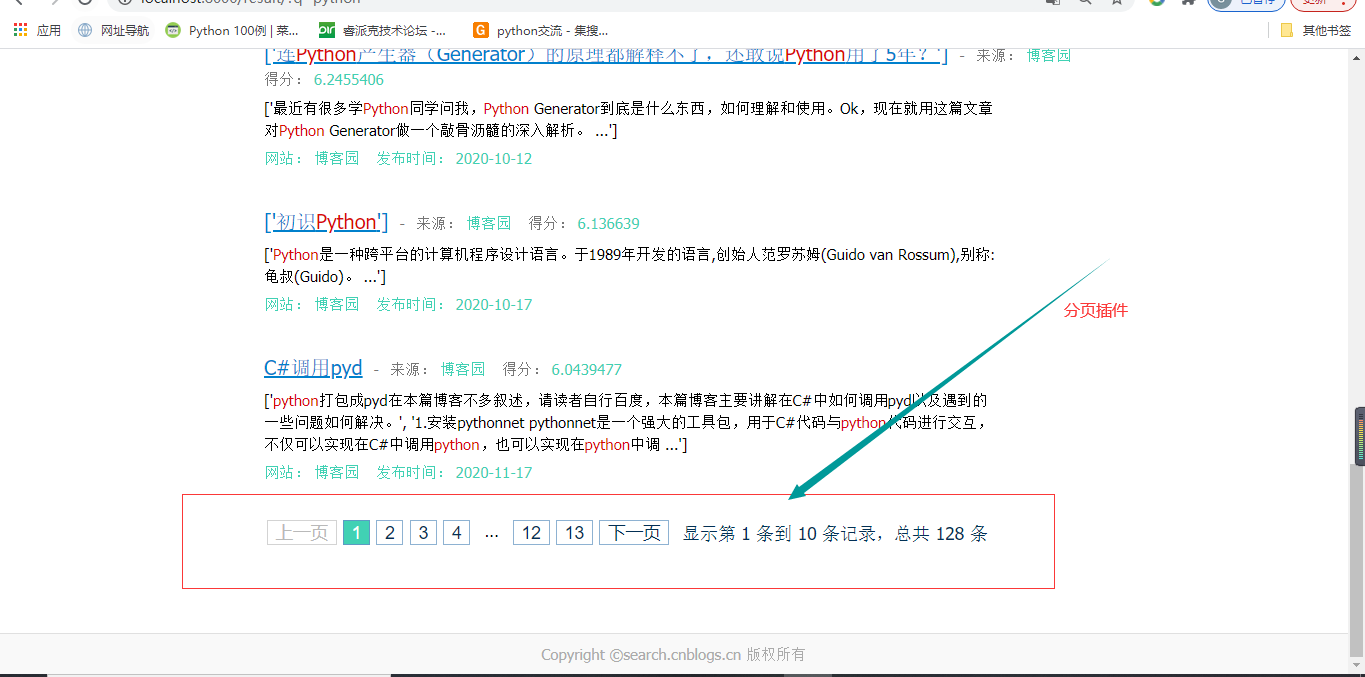 应用 网址导航 Python 100例 | 菜... 睿派克技术论坛 -... python交流 - 集搜... 其他书签
['连Python产生器（Generator）的原理都解释不了，还敢说Python用了5年？'] - 来源： 博客园
得分： 6.2455406
['最近有很多学Python同学问我，Python Generator到底是什么东西，如何理解和使用。Ok，现在就用这篇文章
对Python Generator做一个敲骨沥髓的深入解析。 ...']
网站： 博客园 发布时间： 2020-10-12
['初识Python'] - 来源： 博客园 得分： 6.136639
['Python是一种跨平台的计算机程序设计语言。于1989年开发的语言,创始人范罗苏姆(Guido van Rossum),别称:
龟叔(Guido)。 ...']
网站： 博客园 发布时间： 2020-10-17
分页插件
C#调用pyd - 来源： 博客园 得分： 6.0439477
['python打包成pyd在本篇博客不多叙述，请读者自行百度，本篇博客主要讲解在C#中如何调用pyd以及遇到的
一些问题如何解决。', '1.安装pythonnet pythonnet是一个强大的工具包，用于C#代码与python代码进行交互，
不仅可以实现在C#中调用python，也可以实现在python中调 ...']
网站： 博客园 发布时间： 2020-11-17
上一页 1 2 3 4 ... 12 13 下一页 显示第 1 条到 10 条记录，总共 128 条
Copyright ©search.cnblogs.cn 版权所有